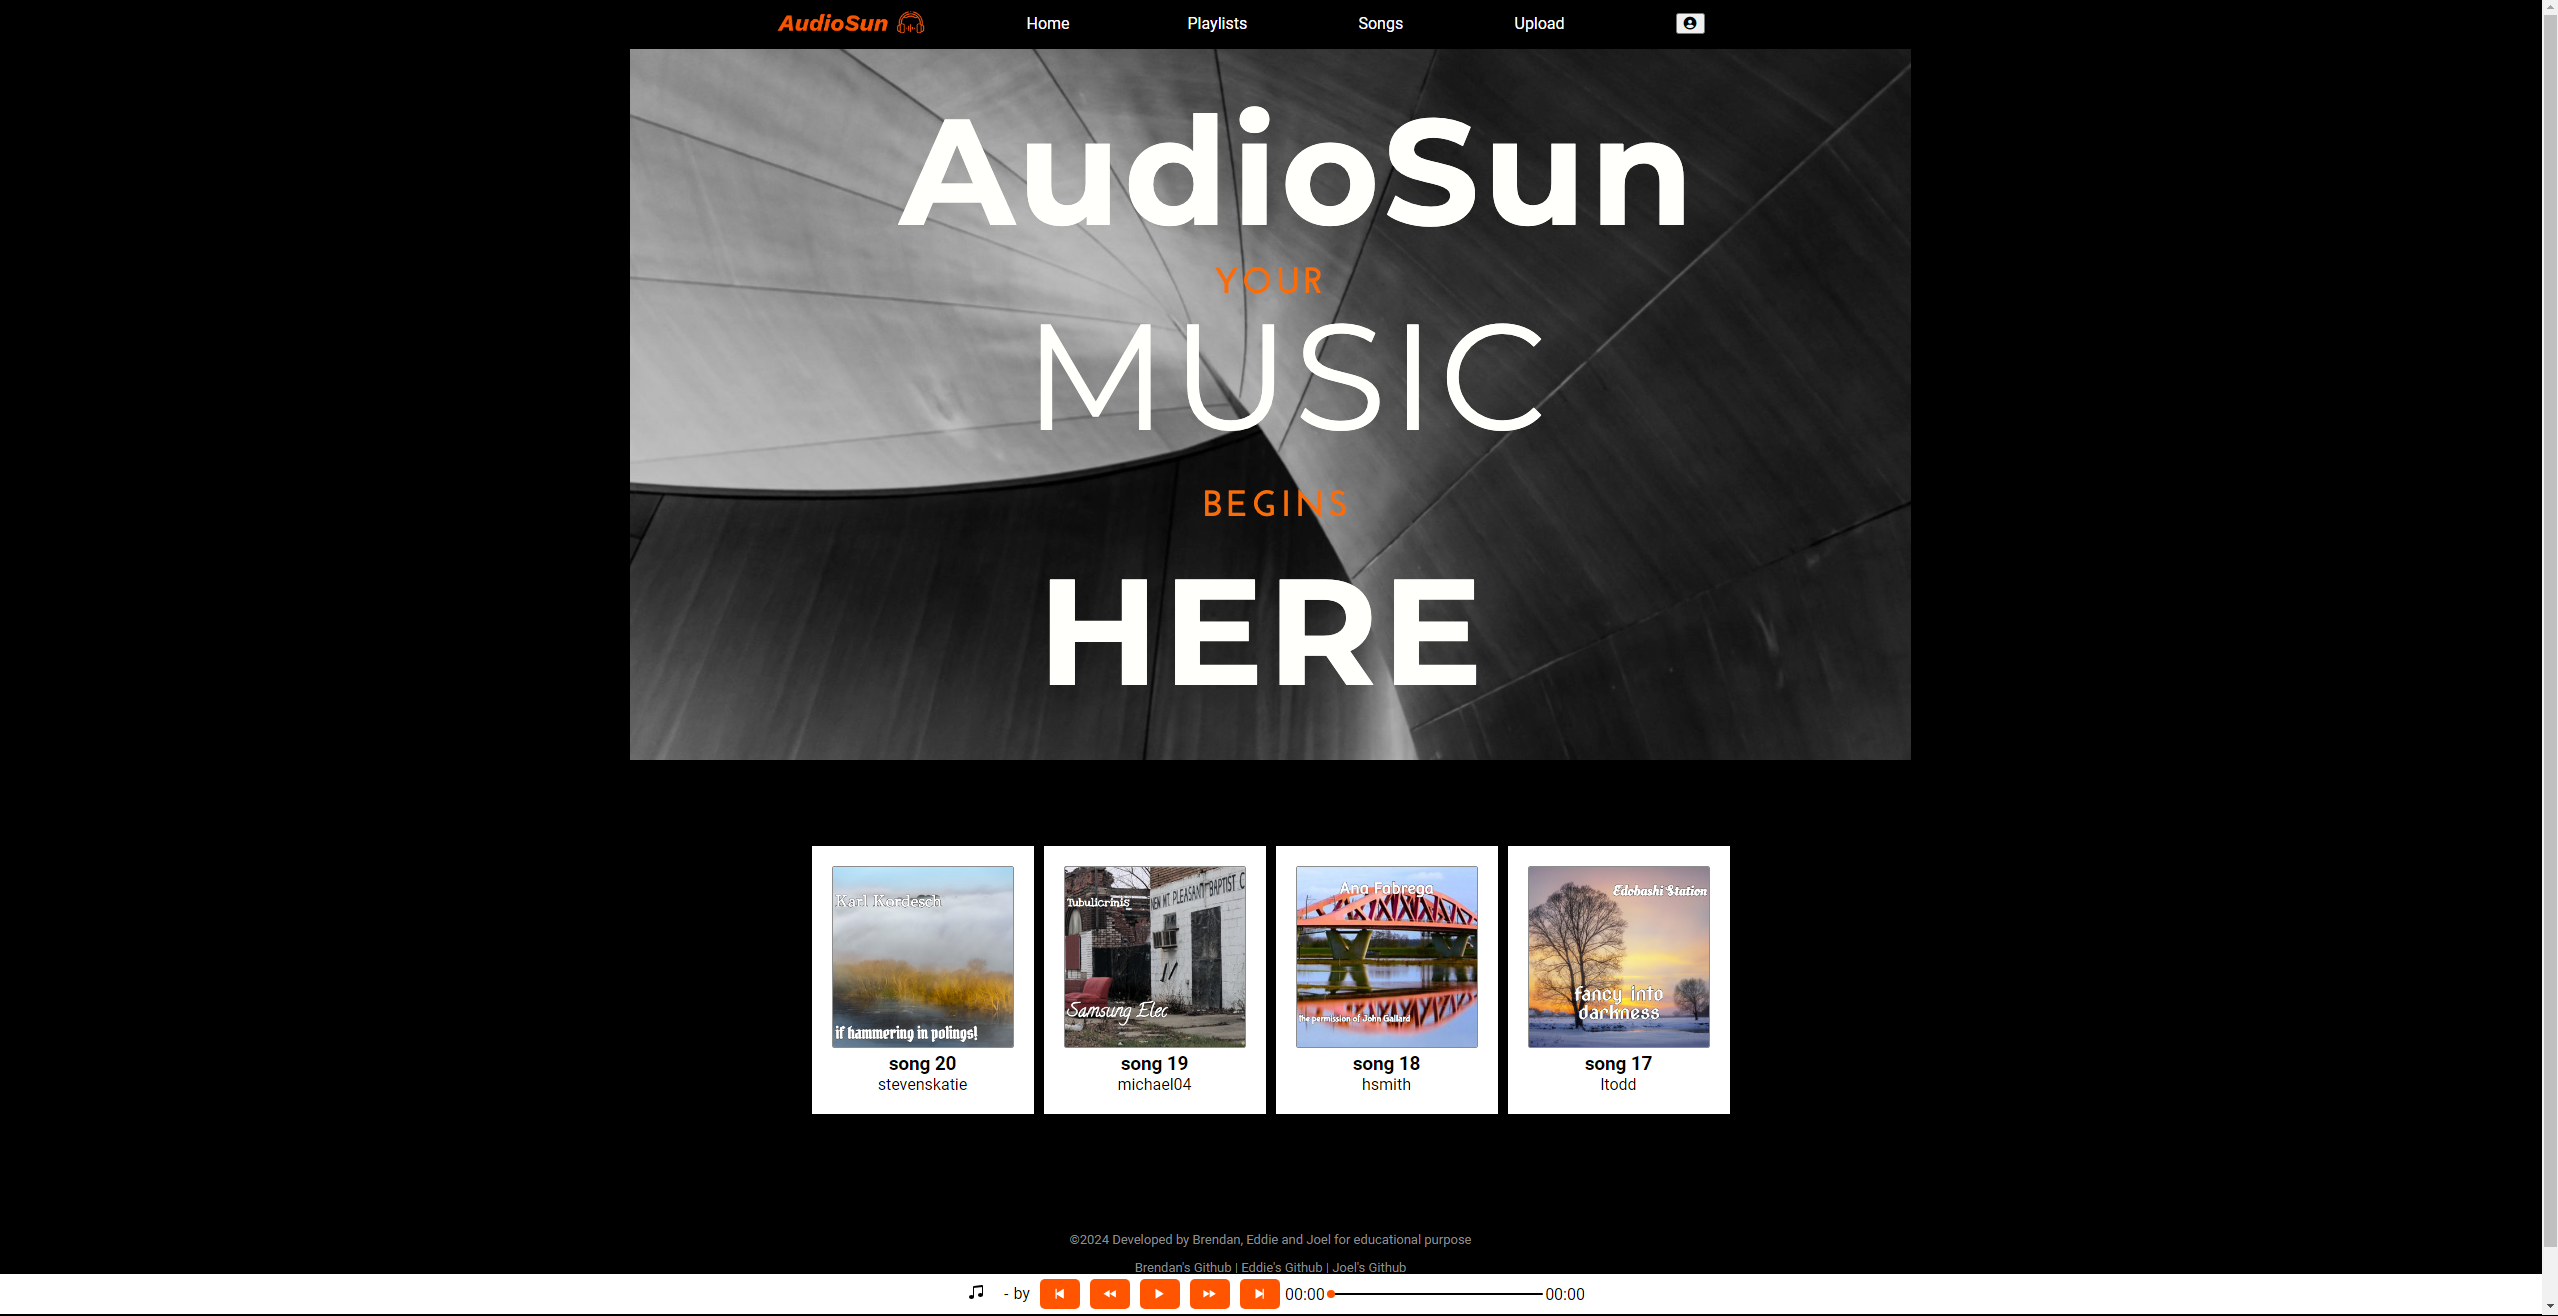 AudioSun
Home
Playlists
Songs
Upload
AudioSun
YOUR
MUSIC
BEGINS
HERE
Karl Kordesch
if hammering in polings!
song 20
stevenskatie
Tubulicrinis
NEW MT. PLEASANT BAPTIST C
Samsung Elec
song 19
michael04
Ana Fabrega
the permission of John Gallard
song 18
hsmith
Edobashi Station
fancy into
darkness
song 17
ltodd
©2024 Developed by Brendan, Eddie and Joel for educational purpose
Brendan's Github | Eddie's Github | Joel's Github
- by
00:00
00:00